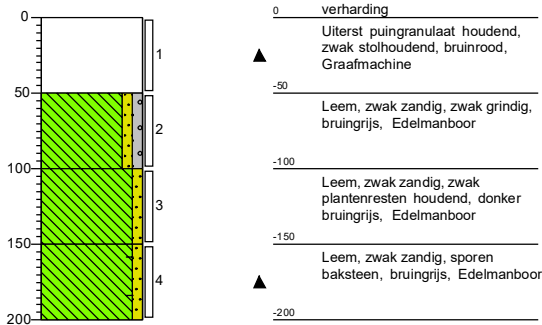 0
50
100
150
200
1
2
3
4
0
verharding
Uiterst puingranulaat houdend,
zwak stolhoudend, bruinrood,
Graafmachine
-50
Leem, zwak zandig, zwak grindig,
bruingrijs, Edelmanboor
-100
Leem, zwak zandig, zwak
plantenresten houdend, donker
bruingrijs, Edelmanboor
-150
Leem, zwak zandig, sporen
baksteen, bruingrijs, Edelmanboor
-200